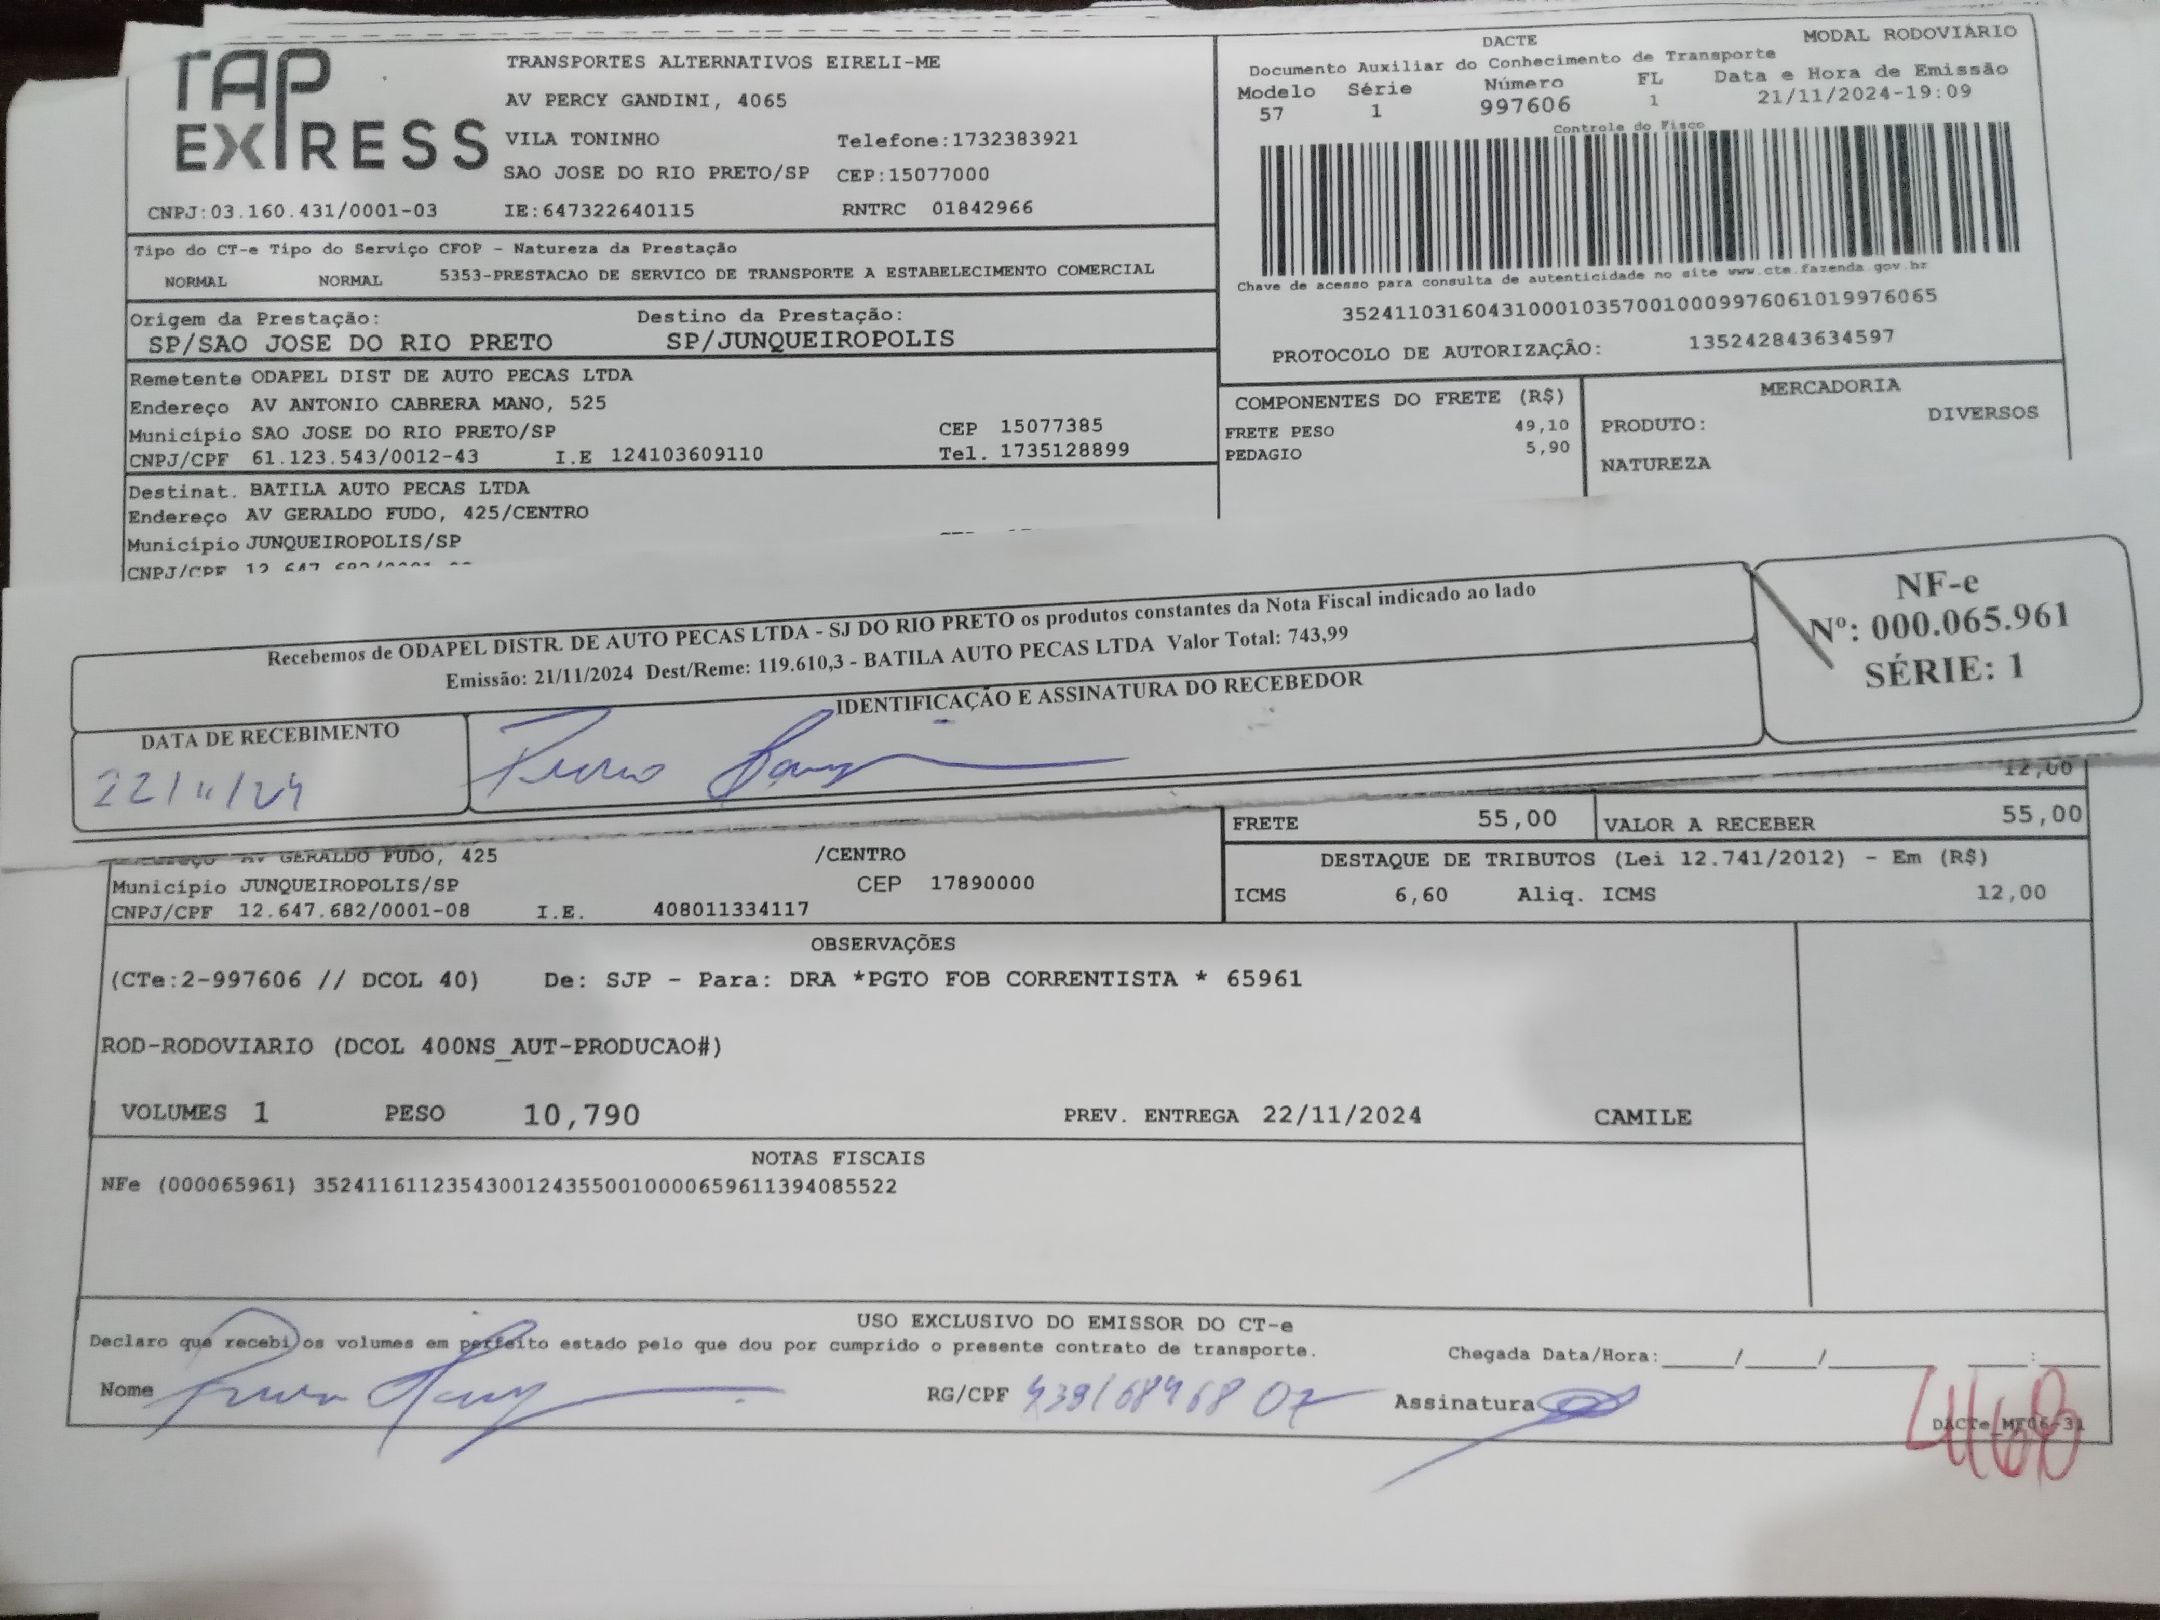 TAP
EXPRESS
TRANSPORTES ALTERNATIVOS EIRELI-ME
AV PERCY GANDINI, 4065
VILA TONINHO Telefone:1732383921
SAO JOSE DO RIO PRETO/SP CEP:15077000
CNPJ:03.160.431/0001-03 IE:647322640115 RNTRC 01842966
DACTE MODAL RODOVIARIO
Documento Auxiliar do Conhecimento de Transporte
Modelo Série Número FL Data e Hora de Emissão
57 1 997606 1 21/11/2024-19:09
Controle do Fisco
Chave de acesso para consulta de autenticidade no site www.cte.fazenda.gov.br
35241103160431000103570010009976061019976065
PROTOCOLO DE AUTORIZAÇÃO: 135242843634597
Tipo do CT-e Tipo do Serviço CFOP - Natureza da Prestação
NORMAL NORMAL 5353-PRESTACAO DE SERVICO DE TRANSPORTE A ESTABELECIMENTO COMERCIAL
Origem da Prestação: Destino da Prestação:
SP/SAO JOSE DO RIO PRETO SP/JUNQUEIROPOLIS
Remetente ODAPEL DIST DE AUTO PECAS LTDA
Endereço AV ANTONIO CABRERA MANO, 525
Município SAO JOSE DO RIO PRETO/SP CEP 15077385
CNPJ/CPF 61.123.543/0012-43 I.E 124103609110 Tel. 1735128899
COMPONENTES DO FRETE (R$)
FRETE PESO 49,10
PEDAGIO 5,90
MERCADORIA
PRODUTO: DIVERSOS
NATUREZA
Destinat. BATILA AUTO PECAS LTDA
Endereço AV GERALDO FUDO, 425/CENTRO
Município JUNQUEIROPOLIS/SP
CNPJ/CPF
Recebemos de ODAPEL DISTR. DE AUTO PECAS LTDA - SJ DO RIO PRETO os produtos constantes da Nota Fiscal indicado ao lado
Emissão: 21/11/2024 Dest/Reme: 119.610,3 - BATILA AUTO PECAS LTDA Valor Total: 743,99
DATA DE RECEBIMENTO IDENTIFICAÇÃO E ASSINATURA DO RECEBEDOR
22/11/24
NF-e
Nº: 000.065.961
SÉRIE: 1
12,00
FRETE 55,00 VALOR A RECEBER 55,00
AV GERALDO FUDO, 425 /CENTRO
Município JUNQUEIROPOLIS/SP CEP 17890000
CNPJ/CPF 12.647.682/0001-08 I.E. 408011334117
DESTAQUE DE TRIBUTOS (Lei 12.741/2012) - Em (R$)
ICMS 6,60 Aliq. ICMS 12,00
OBSERVAÇÕES
(CTe:2-997606 // DCOL 40) De: SJP - Para: DRA *PGTO FOB CORRENTISTA * 65961
ROD-RODOVIARIO (DCOL 400NS_AUT-PRODUCAO#)
VOLUMES 1 PESO 10,790 PREV. ENTREGA 22/11/2024 CAMILE
NOTAS FISCAIS
NFe (000065961) 35241161123543001243550010000659611394085522
USO EXCLUSIVO DO EMISSOR DO CT-e
Declaro que recebi os volumes em perfeito estado pelo que dou por cumprido o presente contrato de transporte.
Chegada Data/Hora:_____/_____/_______ ____:____
Nome RG/CPF Assinatura
DACTe_MF06-31